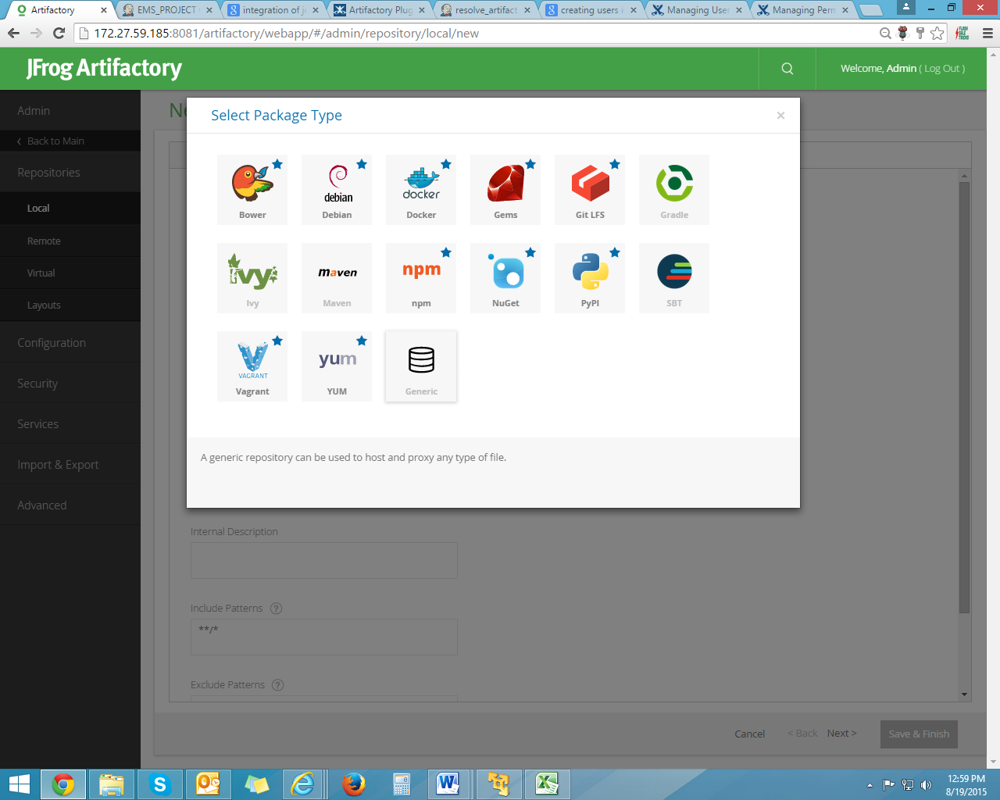 Artifactory
EMS_PROJECT
integration of je
Artifactory Plug
resolve_artifact
creating users i
Managing User
Managing Perm
172.27.59.185:8081/artifactory/webapp/#/admin/repository/local/new
JFrog Artifactory
Welcome, Admin ( Log Out )
Admin
Back to Main
Repositories
Local
Remote
Virtual
Layouts
Configuration
Security
Services
Import & Export
Advanced
Ne
Select Package Type
×
debian
docker
Bower
Debian
Docker
Gems
Git LFS
Gradle
Ivy
maven
npm
Ivy
Maven
npm
NuGet
PyPI
SBT
VAGRANT
yum
Vagrant
YUM
Generic
A generic repository can be used to host and proxy any type of file.
Internal Description
Include Patterns ?
**/*
Exclude Patterns ?
Cancel
< Back
Next >
Save & Finish
12:59 PM
8/19/2015